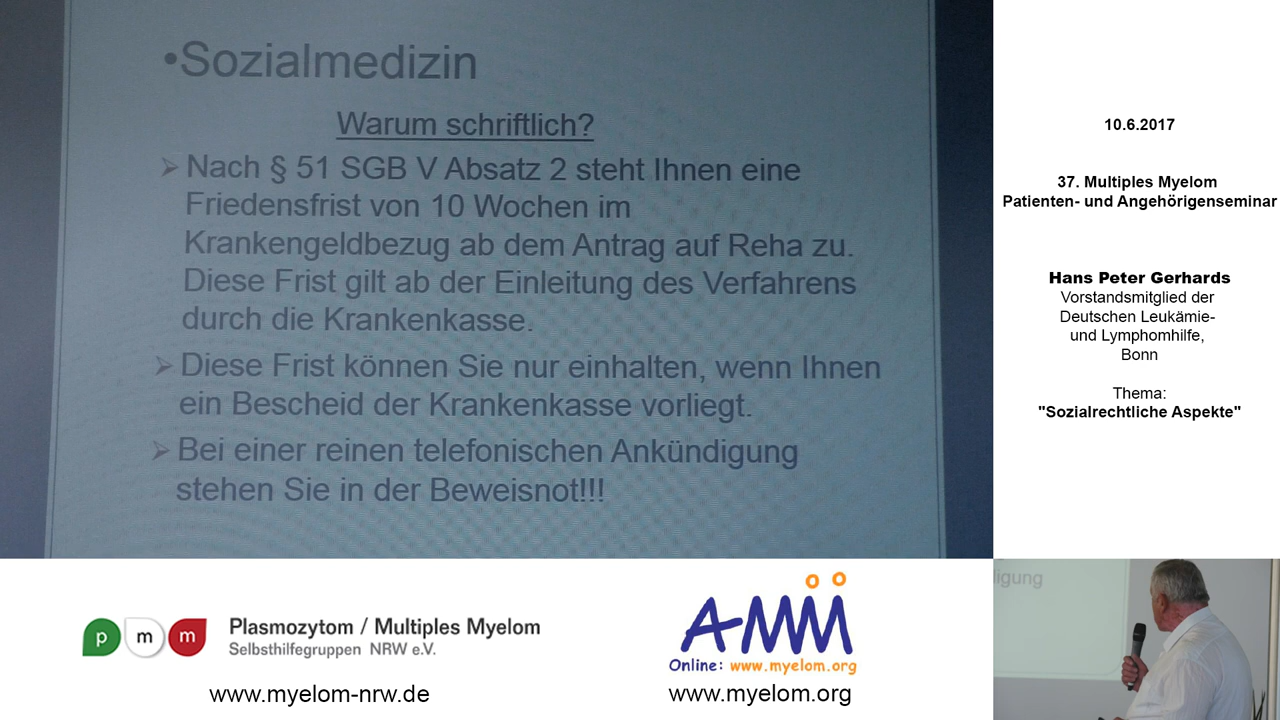 •Sozialmedizin
Warum schriftlich?
➢ Nach § 51 SGB V Absatz 2 steht Ihnen eine
Friedensfrist von 10 Wochen im
Krankengeldbezug ab dem Antrag auf Reha zu.
Diese Frist gilt ab der Einleitung des Verfahrens
durch die Krankenkasse.
➢ Diese Frist können Sie nur einhalten, wenn Ihnen
ein Bescheid der Krankenkasse vorliegt.
➢ Bei einer reinen telefonischen Ankündigung
stehen Sie in der Beweisnot!!!
10.6.2017
37. Multiples Myelom
Patienten- und Angehörigenseminar
Hans Peter Gerhards
Vorstandsmitglied der
Deutschen Leukämie-
und Lymphomhilfe,
Bonn
Thema:
"Sozialrechtliche Aspekte"
digung
p m m
Plasmozytom / Multiples Myelom
Selbsthilfegruppen NRW e.V.
www.myelom-nrw.de
AMM
Online: www.myelom.org
www.myelom.org